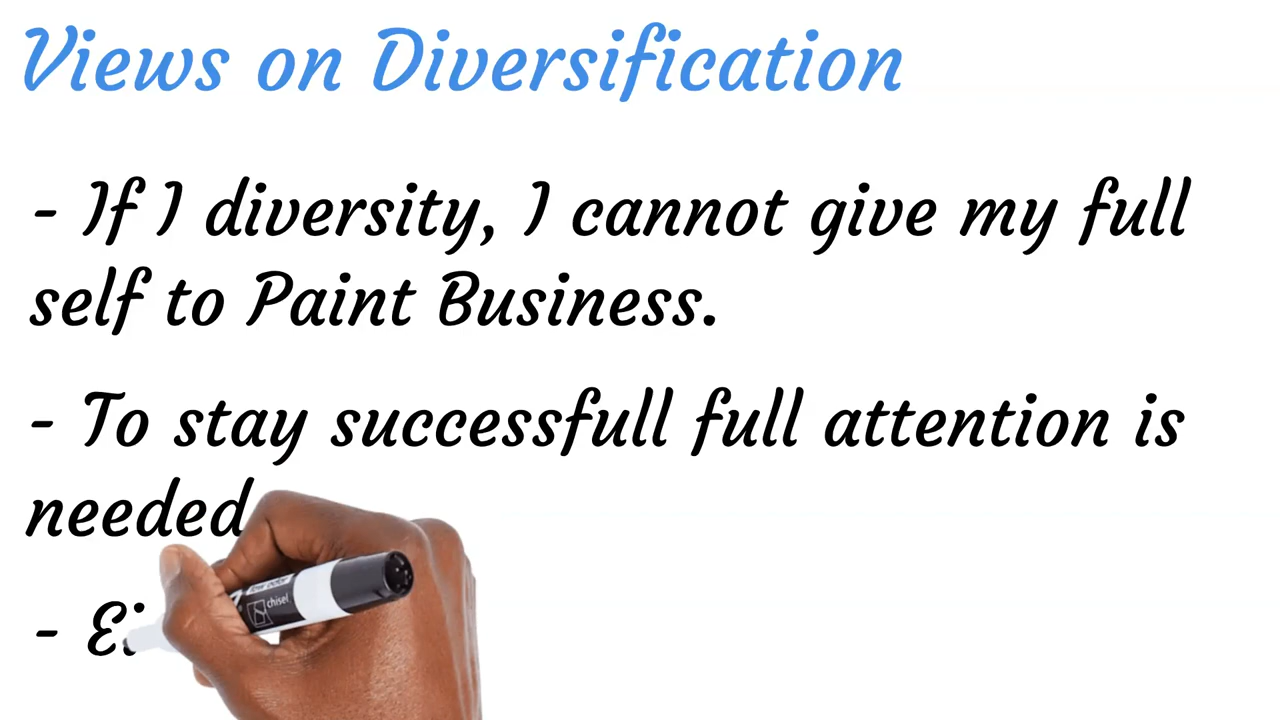 Views on Diversification
- If I diversity, I cannot give my full
self to Paint Business.
- To stay successfull full attention is
needed
- Ei
chisel